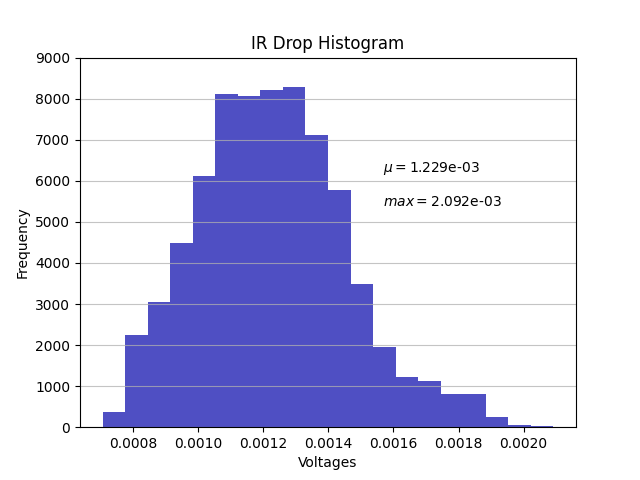 IR Drop Histogram
9000
8000
7000
6000
5000
4000
3000
2000
1000
0
Frequency
μ = 1.229e-03
max = 2.092e-03
0.0008 0.0010 0.0012 0.0014 0.0016 0.0018 0.0020
Voltages